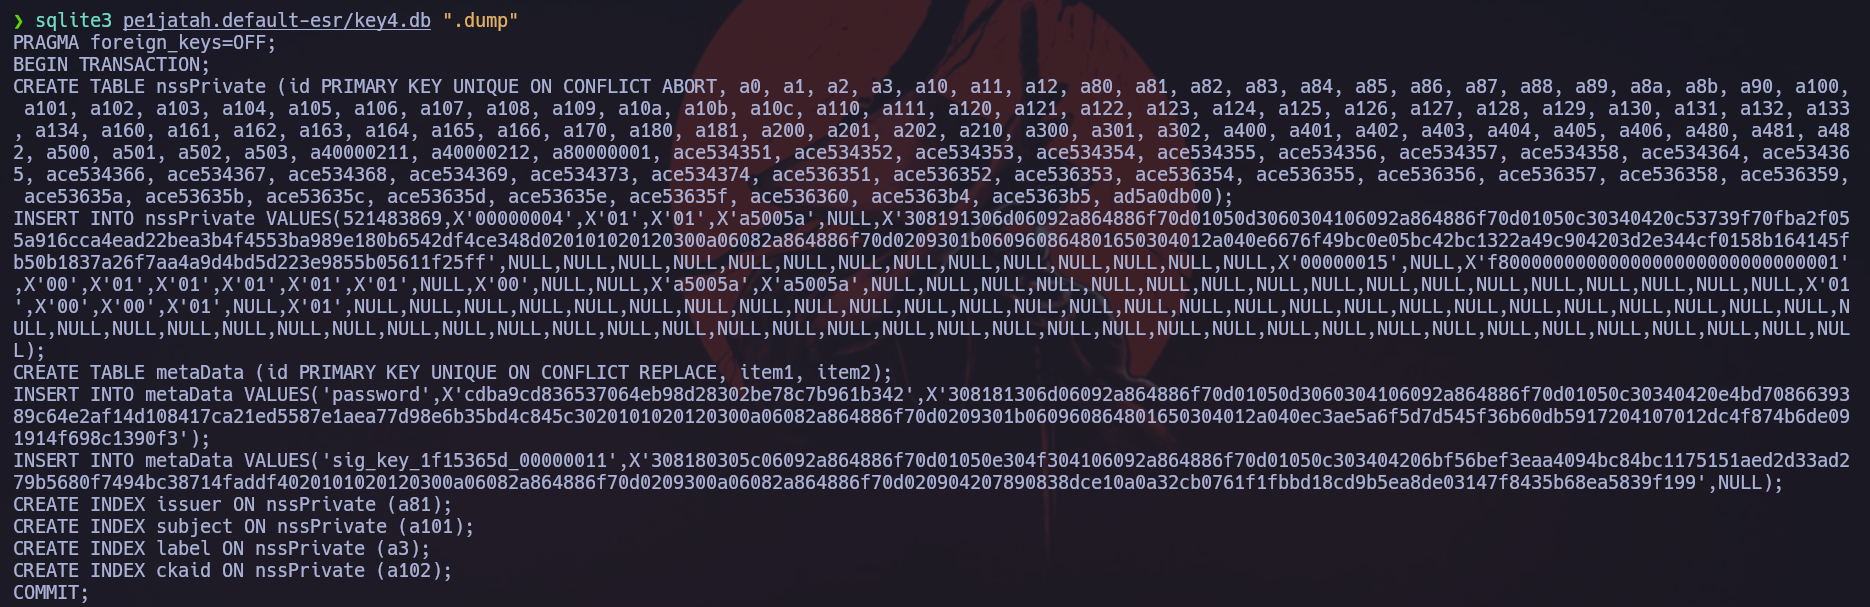 ❯ sqlite3 pe1jatah.default-esr/key4.db ".dump"
PRAGMA foreign_keys=OFF;
BEGIN TRANSACTION;
CREATE TABLE nssPrivate (id PRIMARY KEY UNIQUE ON CONFLICT ABORT, a0, a1, a2, a3, a10, a11, a12, a80, a81, a82, a83, a84, a85, a86, a87, a88, a89, a8a, a8b, a90, a100,
 a101, a102, a103, a104, a105, a106, a107, a108, a109, a10a, a10b, a10c, a110, a111, a120, a121, a122, a123, a124, a125, a126, a127, a128, a129, a130, a131, a132, a133
, a134, a160, a161, a162, a163, a164, a165, a166, a170, a180, a181, a200, a201, a202, a210, a300, a301, a302, a400, a401, a402, a403, a404, a405, a406, a480, a481, a48
2, a500, a501, a502, a503, a40000211, a40000212, a80000001, ace534351, ace534352, ace534353, ace534354, ace534355, ace534356, ace534357, ace534358, ace534364, ace53436
5, ace534366, ace534367, ace534368, ace534369, ace534373, ace534374, ace536351, ace536352, ace536353, ace536354, ace536355, ace536356, ace536357, ace536358, ace536359,
 ace53635a, ace53635b, ace53635c, ace53635d, ace53635e, ace53635f, ace536360, ace5363b4, ace5363b5, ad5a0db00);
INSERT INTO nssPrivate VALUES(521483869,X'00000004',X'01',X'01',X'a5005a',NULL,X'308191306d06092a864886f70d01050d3060304106092a864886f70d01050c30340420c53739f70fba2f05
5a916cca4ead22bea3b4f4553ba989e180b6542df4ce348d020101020120300a06082a864886f70d0209301b060960864801650304012a040e6676f49bc0e05bc42bc1322a49c904203d2e344cf0158b164145f
b50b1837a26f7aa4a9d4bd5d223e9855b05611f25ff',NULL,NULL,NULL,NULL,NULL,NULL,NULL,NULL,NULL,NULL,NULL,NULL,NULL,NULL,X'00000015',NULL,X'f8000000000000000000000000000001'
,X'00',X'01',X'01',X'01',X'01',X'01',NULL,X'00',NULL,NULL,X'a5005a',X'a5005a',NULL,NULL,NULL,NULL,NULL,NULL,NULL,NULL,NULL,NULL,NULL,NULL,NULL,NULL,NULL,NULL,NULL,X'01
',X'00',X'00',X'01',NULL,X'01',NULL,NULL,NULL,NULL,NULL,NULL,NULL,NULL,NULL,NULL,NULL,NULL,NULL,NULL,NULL,NULL,NULL,NULL,NULL,NULL,NULL,NULL,NULL,NULL,NULL,NULL,NULL,N
ULL,NULL,NULL,NULL,NULL,NULL,NULL,NULL,NULL,NULL,NULL,NULL,NULL,NULL,NULL,NULL,NULL,NULL,NULL,NULL,NULL,NULL,NULL,NULL,NULL,NULL,NULL,NULL,NULL,NULL,NULL,NULL,NULL,NUL
L);
CREATE TABLE metaData (id PRIMARY KEY UNIQUE ON CONFLICT REPLACE, item1, item2);
INSERT INTO metaData VALUES('password',X'cdba9cd836537064eb98d28302be78c7b961b342',X'308181306d06092a864886f70d01050d3060304106092a864886f70d01050c30340420e4bd70866393
89c64e2af14d108417ca21ed5587e1aea77d98e6b35bd4c845c3020101020120300a06082a864886f70d0209301b060960864801650304012a040ec3ae5a6f5d7d545f36b60db5917204107012dc4f874b6de09
1914f698c1390f3');
INSERT INTO metaData VALUES('sig_key_1f15365d_00000011',X'308180305c06092a864886f70d01050e304f304106092a864886f70d01050c303404206bf56bef3eaa4094bc84bc1175151aed2d33ad2
79b5680f7494bc38714faddf4020101020120300a06082a864886f70d0209300a06082a864886f70d020904207890838dce10a0a32cb0761f1fbbd18cd9b5ea8de03147f8435b68ea5839f199',NULL);
CREATE INDEX issuer ON nssPrivate (a81);
CREATE INDEX subject ON nssPrivate (a101);
CREATE INDEX label ON nssPrivate (a3);
CREATE INDEX ckaid ON nssPrivate (a102);
COMMIT;